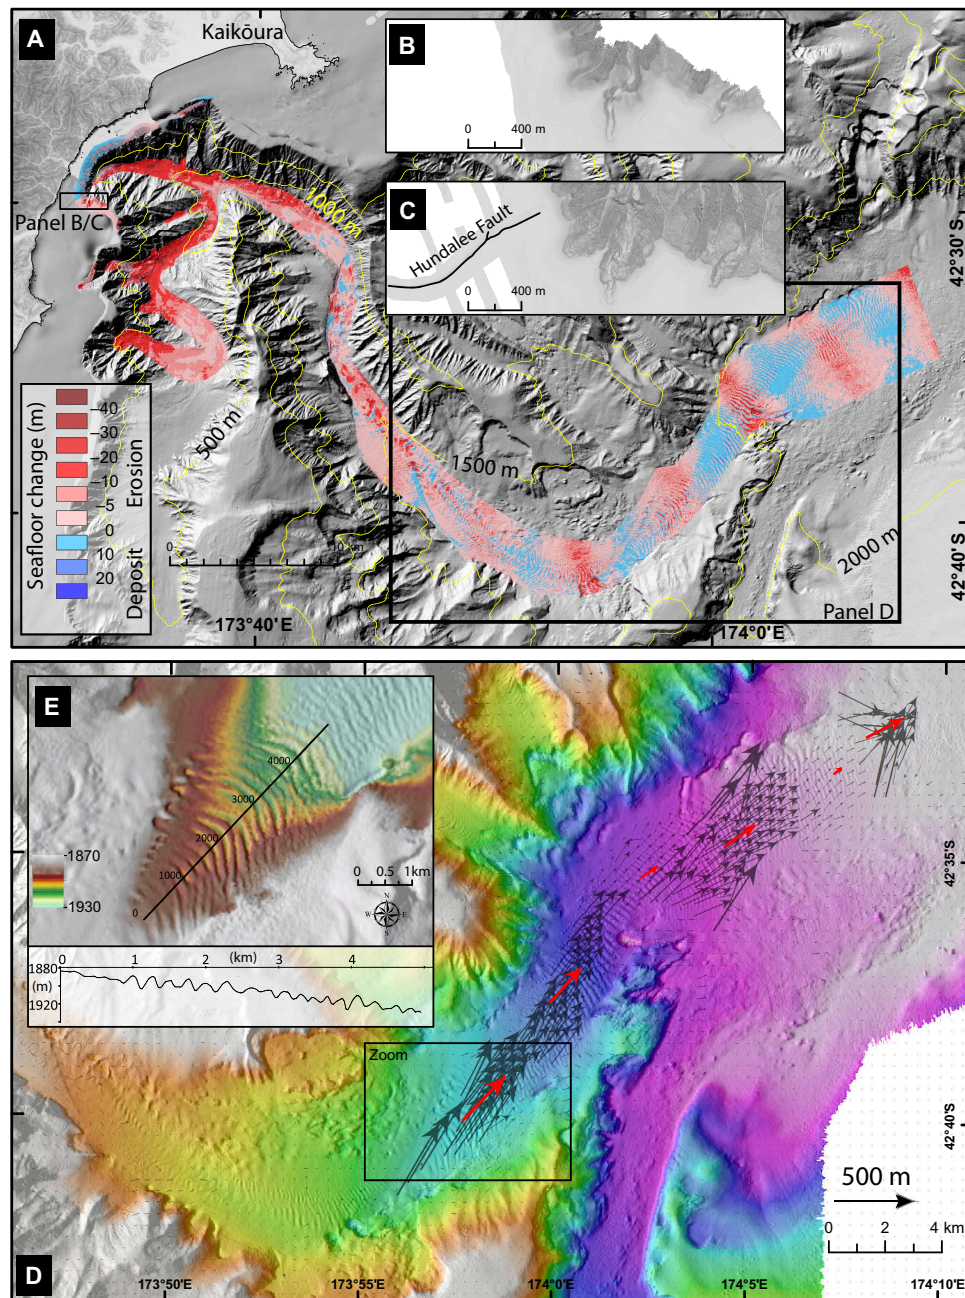 A
Kaikōura
B
0 400 m
Panel B/C
1000 m
C
Hundalee Fault
0 400 m
42°30' S
Seafloor change (m)
−40
−30
−20
−10
−5
0
10
20
Erosion
Deposit
500 m
1500 m
0
2000 m
42°40' S
Panel D
173°40' E
174°0' E
E
4000
3000
2000
1000
0
-1870
-1930
0 0.5 1km
N
W E
S
0 1 2 (km) 3 4
1880
(m)
1920
Zoom
42°35'S
42°40'S
500 m
0 2 4 km
D
173°50'E
173°55'E
174°0'E
174°5'E
174°10'E